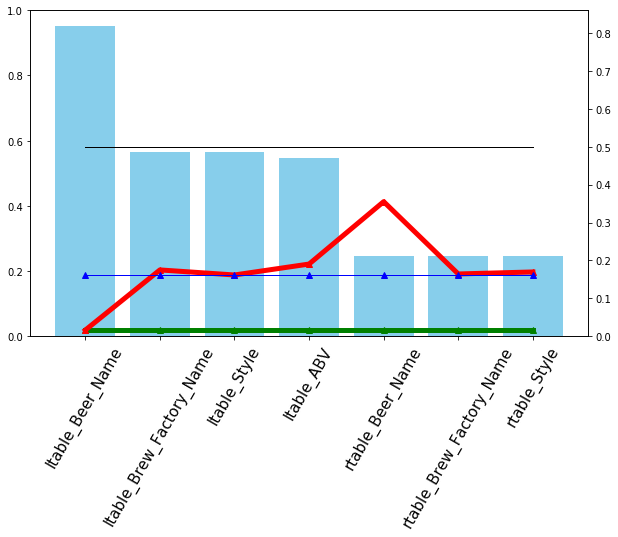 1.0
0.8
0.6
0.4
0.2
0.0
0.8
0.7
0.6
0.5
0.4
0.3
0.2
0.1
0.0
ltable_Beer_Name
ltable_Brew_Factory_Name
ltable_Style
ltable_ABV
rtable_Beer_Name
rtable_Brew_Factory_Name
rtable_Style